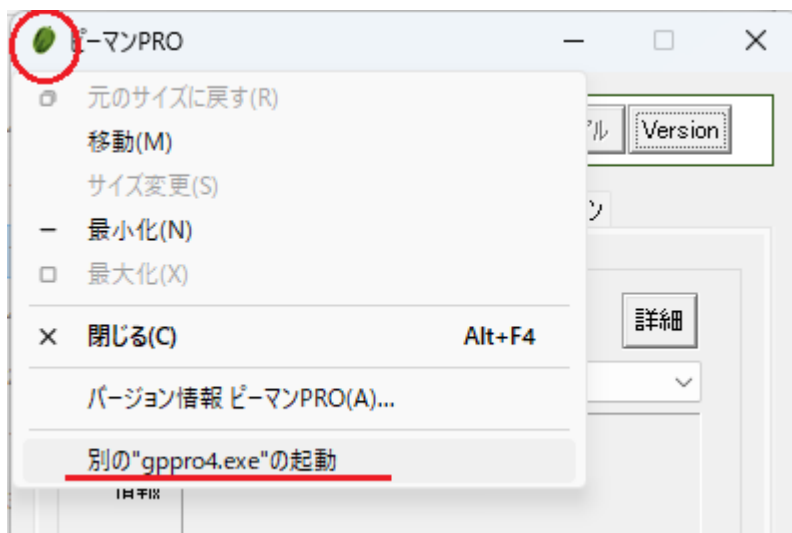 ピーマンPRO
元のサイズに戻す(R)
移動(M)
サイズ変更(S)
最小化(N)
最大化(X)
閉じる(C) Alt+F4
バージョン情報 ピーマンPRO(A)...
別の"gppro4.exe"の起動
Version
ン
詳細